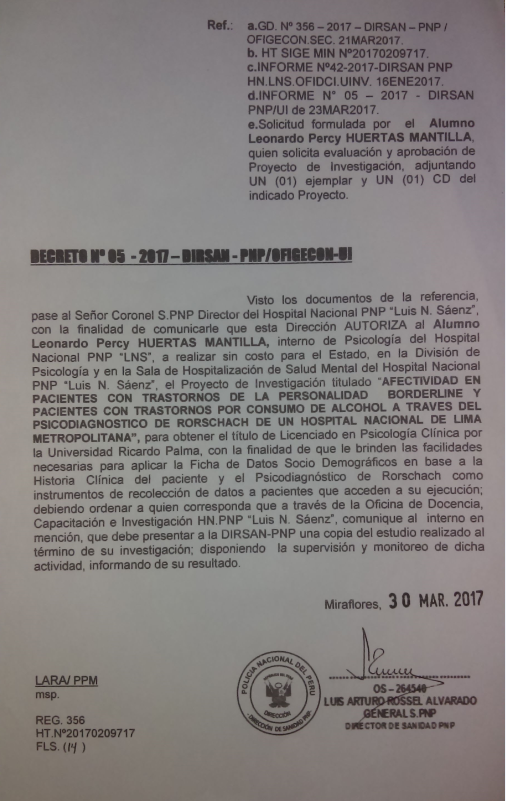 Ref.: a.GD. Nº 356 – 2017 – DIRSAN – PNP /
OFIGECON.SEC. 21MAR2017.
b. HT SIGE MIN Nº20170209717.
c.INFORME Nº42-2017-DIRSAN PNP
HN.LNS.OFIDCI.UINV. 16ENE2017.
d.INFORME N° 05 – 2017 - DIRSAN
PNP/UI de 23MAR2017.
e.Solicitud formulada por el Alumno
Leonardo Percy HUERTAS MANTILLA,
quien solicita evaluación y aprobación de
Proyecto de Investigación, adjuntando
UN (01) ejemplar y UN (01) CD del
indicado Proyecto.
DECRETO Nº 05 - 2017 – DIRSAN - PNP/OFIGECON-UI
Visto los documentos de la referencia,
pase al Señor Coronel S.PNP Director del Hospital Nacional PNP “Luis N. Sáenz”,
con la finalidad de comunicarle que esta Dirección AUTORIZA al Alumno
Leonardo Percy HUERTAS MANTILLA, interno de Psicología del Hospital
Nacional PNP “LNS”, a realizar sin costo para el Estado, en la División de
Psicología y en la Sala de Hospitalización de Salud Mental del Hospital Nacional
PNP “Luis N. Sáenz”, el Proyecto de Investigación titulado “AFECTIVIDAD EN
PACIENTES CON TRASTORNOS DE LA PERSONALIDAD BORDERLINE Y
PACIENTES CON TRASTORNOS POR CONSUMO DE ALCOHOL A TRAVES DEL
PSICODIAGNOSTICO DE RORSCHACH DE UN HOSPITAL NACIONAL DE LIMA
METROPOLITANA”, para obtener el título de Licenciado en Psicología Clínica por
la Universidad Ricardo Palma, con la finalidad de que le brinden las facilidades
necesarias para aplicar la Ficha de Datos Socio Demográficos en base a la
Historia Clínica del paciente y el Psicodiagnóstico de Rorschach como
instrumentos de recolección de datos a pacientes que acceden a su ejecución;
debiendo ordenar a quien corresponda que a través de la Oficina de Docencia,
Capacitación e Investigación HN.PNP “Luis N. Sáenz”, comunique al interno en
mención, que debe presentar a la DIRSAN-PNP una copia del estudio realizado al
término de su investigación; disponiendo la supervisión y monitoreo de dicha
actividad, informando de su resultado.
Miraflores, 30 MAR. 2017
POLICIA NACIONAL DEL PERU
DIRECCIÓN
DIRECCIÓN DE SANIDAD PNP
OS – 264540
LUIS ARTURO ROSSEL ALVARADO
GENERAL S.PNP
DIRECTOR DE SANIDAD PNP
LARA/ PPM
msp.
REG. 356
HT.Nº20170209717
FLS. (14)